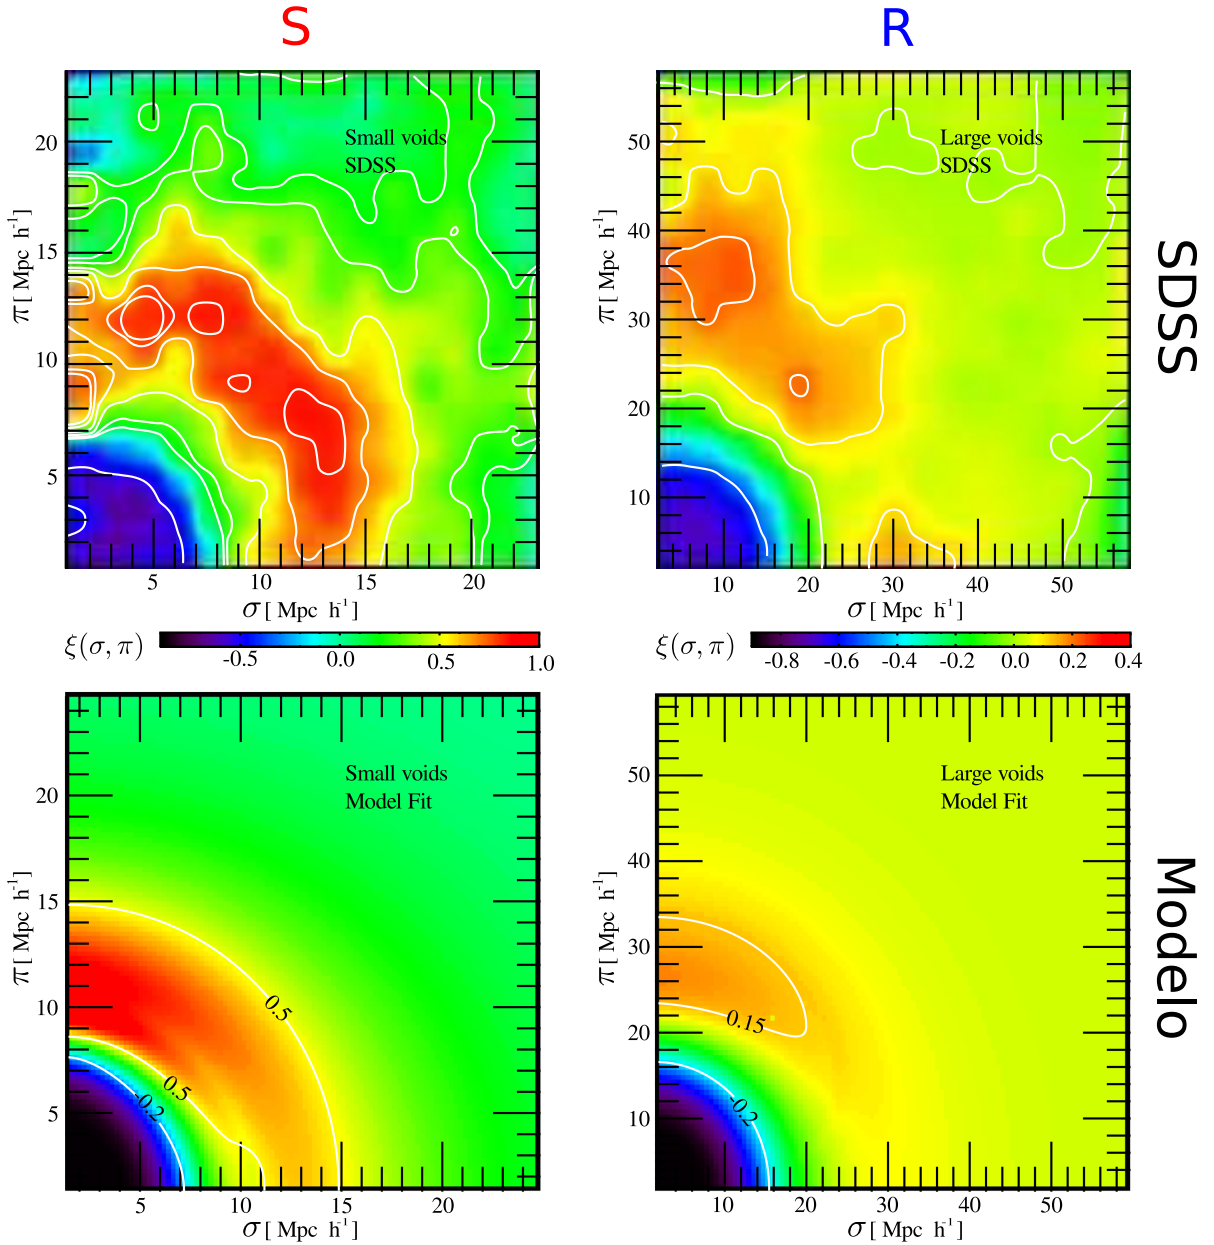 S
R
Small voids
SDSS
Large voids
SDSS
20
15
10
5
π [ Mpc h⁻¹]
5
10
15
20
σ [ Mpc h⁻¹]
50
40
30
20
10
π [ Mpc h⁻¹]
10
20
30
40
50
σ [ Mpc h⁻¹]
SDSS
ξ(σ, π)
-0.5
0.0
0.5
1.0
ξ(σ, π)
-0.8
-0.6
-0.4
-0.2
0.0
0.2
0.4
Small voids
Model Fit
Large voids
Model Fit
20
15
10
5
π [ Mpc h⁻¹]
0.5
0.5
-0.2
5
10
15
20
σ [ Mpc h⁻¹]
50
40
30
20
10
π [ Mpc h⁻¹]
0.15
-0.2
10
20
30
40
50
σ [ Mpc h⁻¹]
Modelo